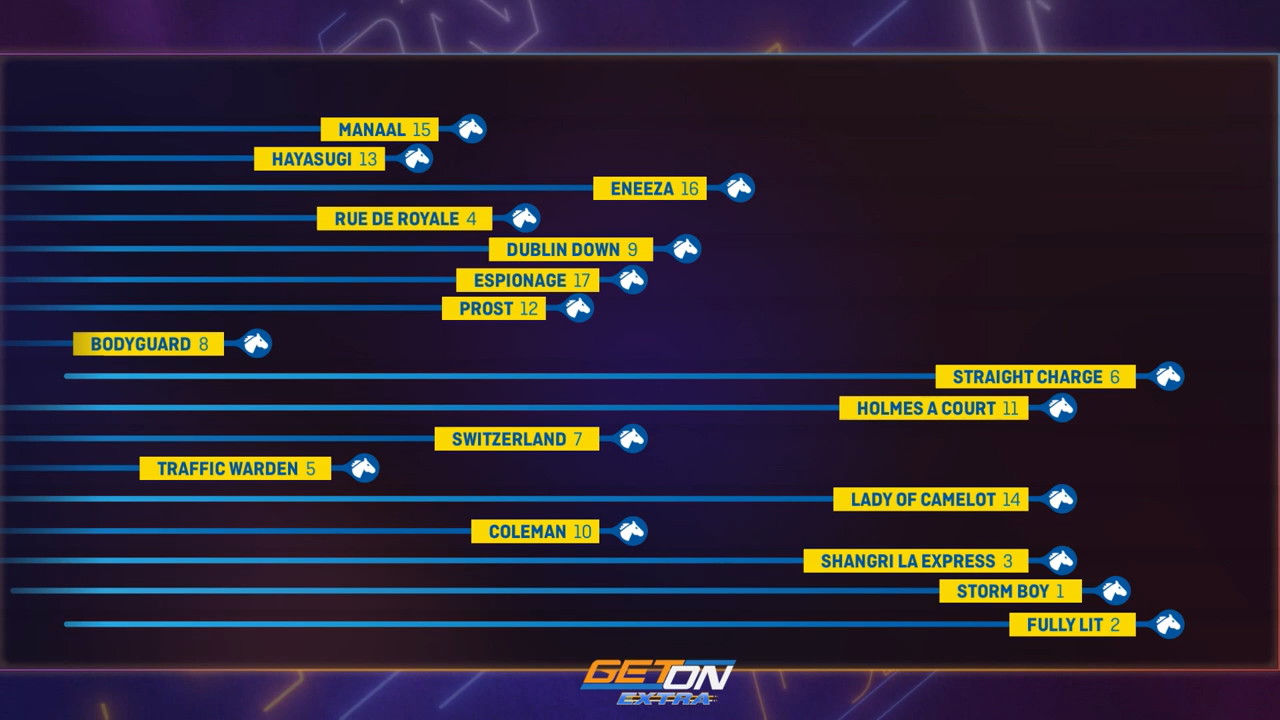 MANAAL 15
HAYASUGI 13
ENEEZA 16
RUE DE ROYALE 4
DUBLIN DOWN 9
ESPIONAGE 17
PROST 12
BODYGUARD 8
STRAIGHT CHARGE 6
HOLMES A COURT 11
SWITZERLAND 7
TRAFFIC WARDEN 5
LADY OF CAMELOT 14
COLEMAN 10
SHANGRI LA EXPRESS 3
STORM BOY 1
FULLY LIT 2
GET ON
EXTRA